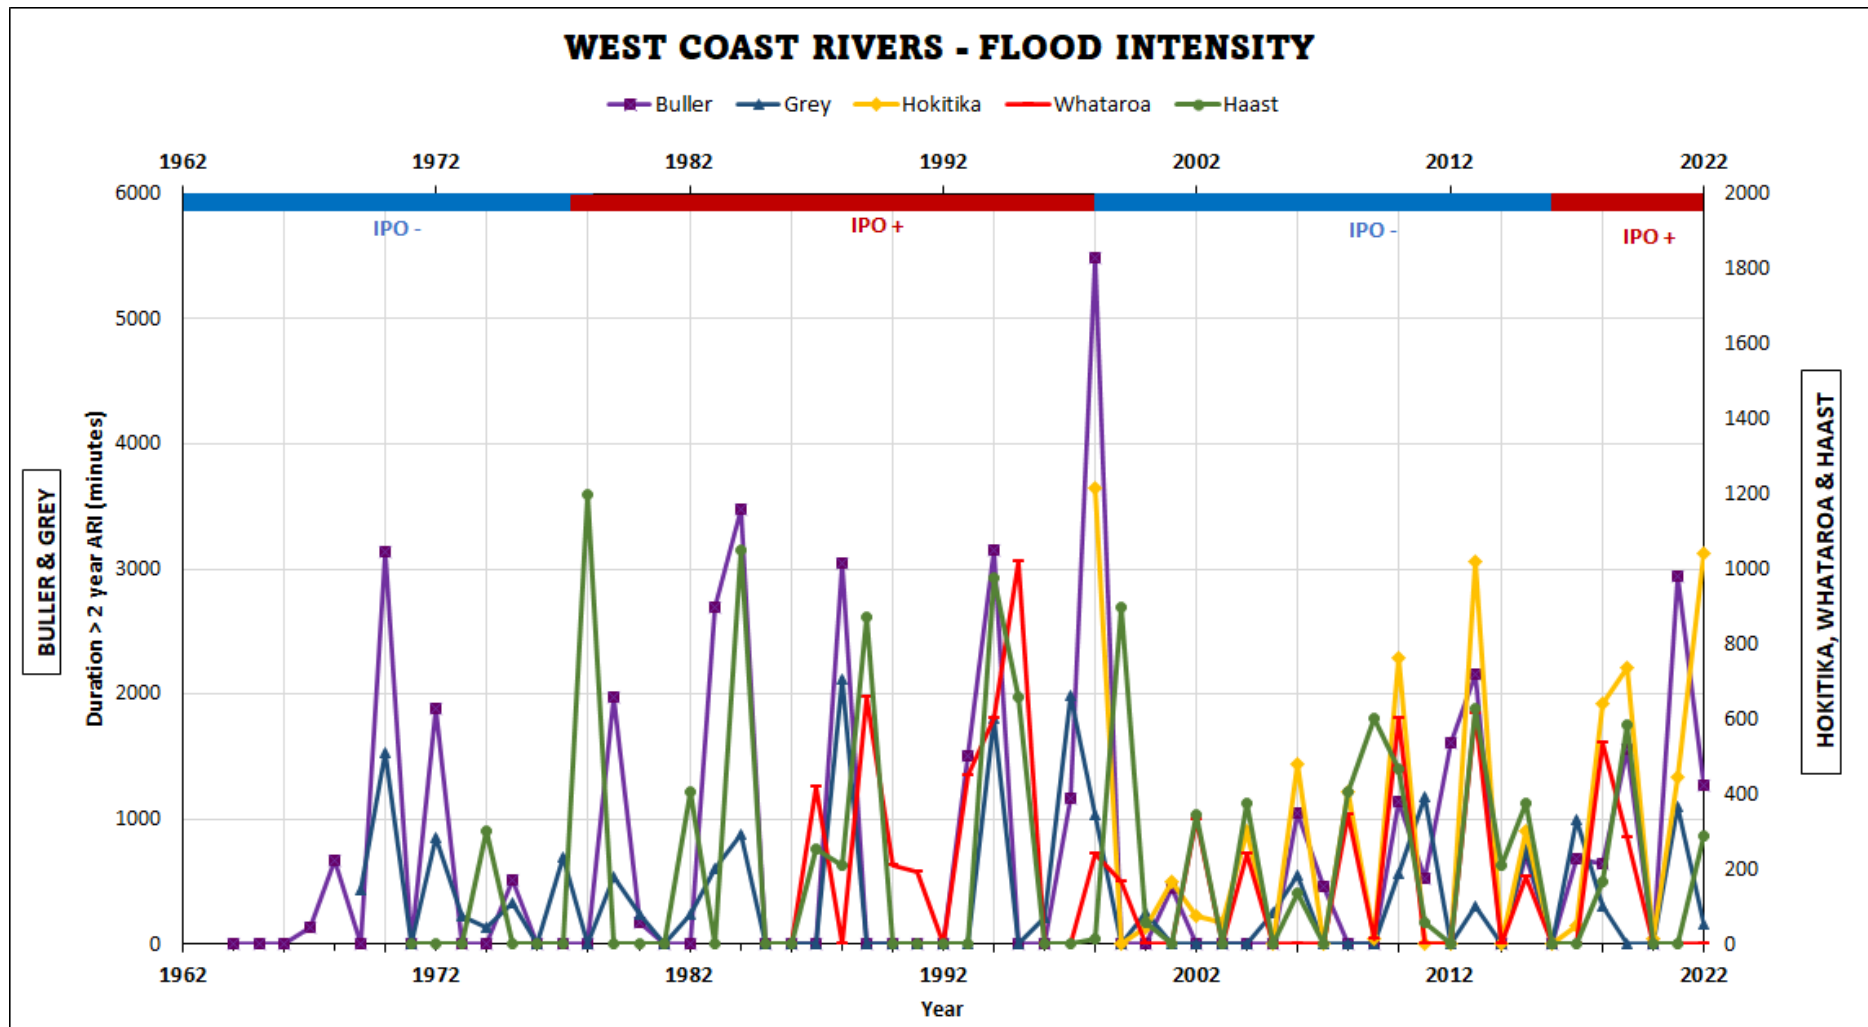 WEST COAST RIVERS - FLOOD INTENSITY
Buller Grey Hokitika Whataroa Haast
1962 1972 1982 1992 2002 2012 2022
6000 2000
IPO - IPO + IPO - IPO +
1800
5000
1600
1400
4000
1200
3000 1000
800
2000
600
400
1000
200
0 0
BULLER & GREY
Duration > 2 year ARI (minutes)
HOKITIKA, WHATAROA & HAAST
1962 1972 1982 1992 2002 2012 2022
Year